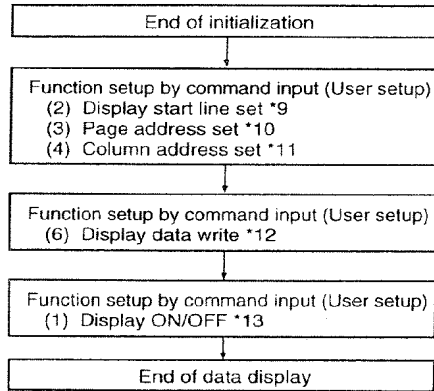 End of initialization
Function setup by command input (User setup)
(2) Display start line set *9
(3) Page address set *10
(4) Column address set *11
Function setup by command input (User setup)
(6) Display data write *12
Function setup by command input (User setup)
(1) Display ON/OFF *13
End of data display